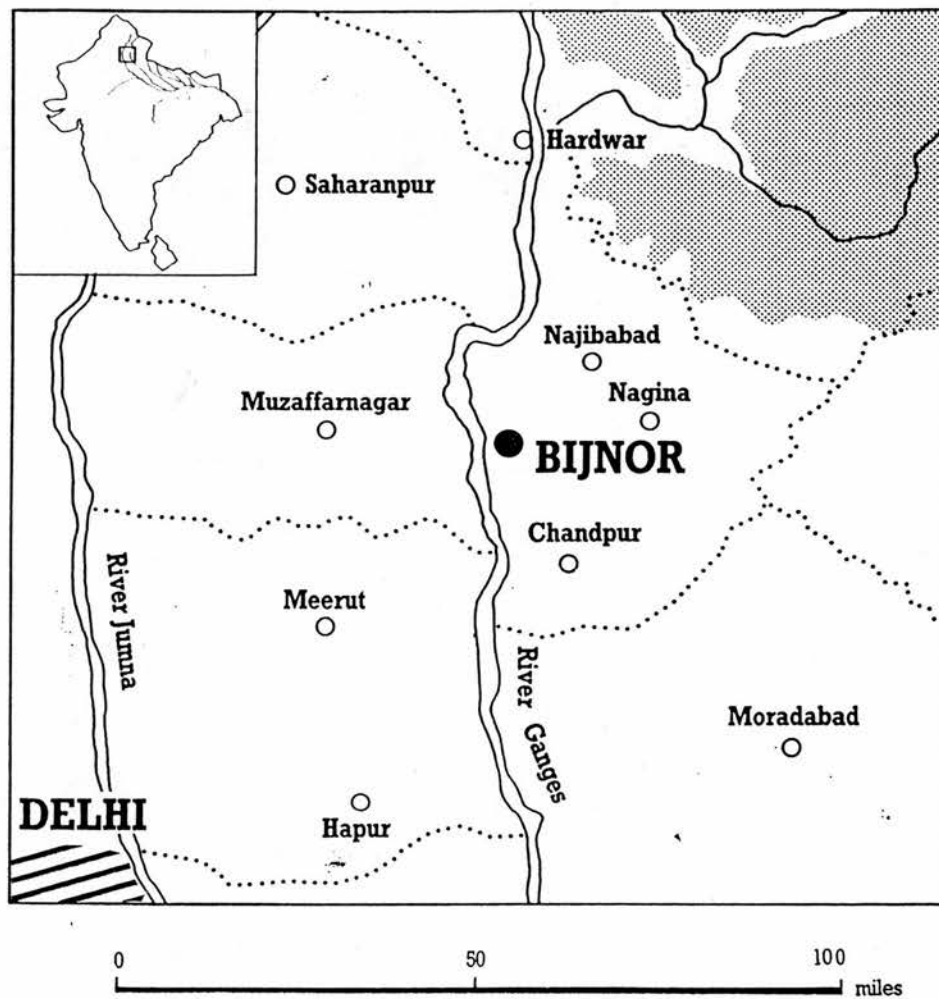 Hardwar
Saharanpur
Najibabad
Muzaffarnagar
Nagina
BIJNOR
Chandpur
Meerut
River Jumna
River Ganges
Moradabad
DELHI
Hapur
0 50 100
miles